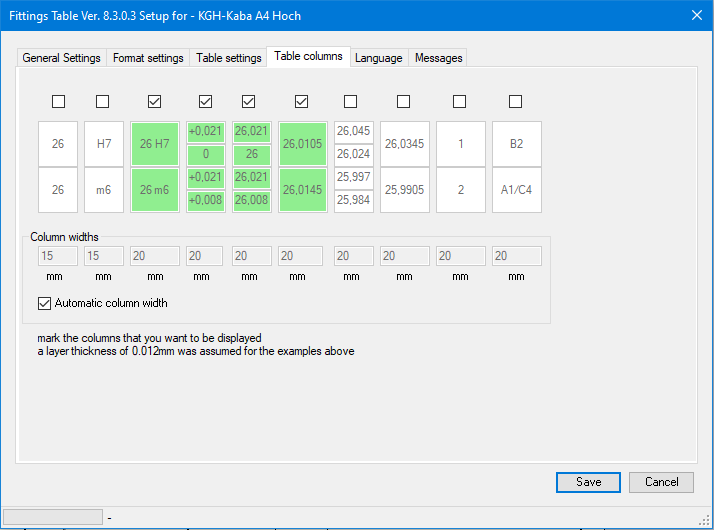 Fittings Table Ver. 8.3.0.3 Setup for - KGH-Kaba A4 Hoch
General Settings Format settings Table settings Table columns Language Messages
26 H7 26 H7 +0,021 0 26,021 26 26,0105 26,045 26,024 26,0345 1 B2
26 m6 26 m6 +0,021 +0,008 26,021 26,008 26,0145 25,997 25,984 25,9905 2 A1/C4
Column widths
15 15 20 20 20 20 20 20 20 20
mm mm mm mm mm mm mm mm mm mm
Automatic column width
mark the columns that you want to be displayed
a layer thickness of 0.012mm was assumed for the examples above
Save Cancel
-